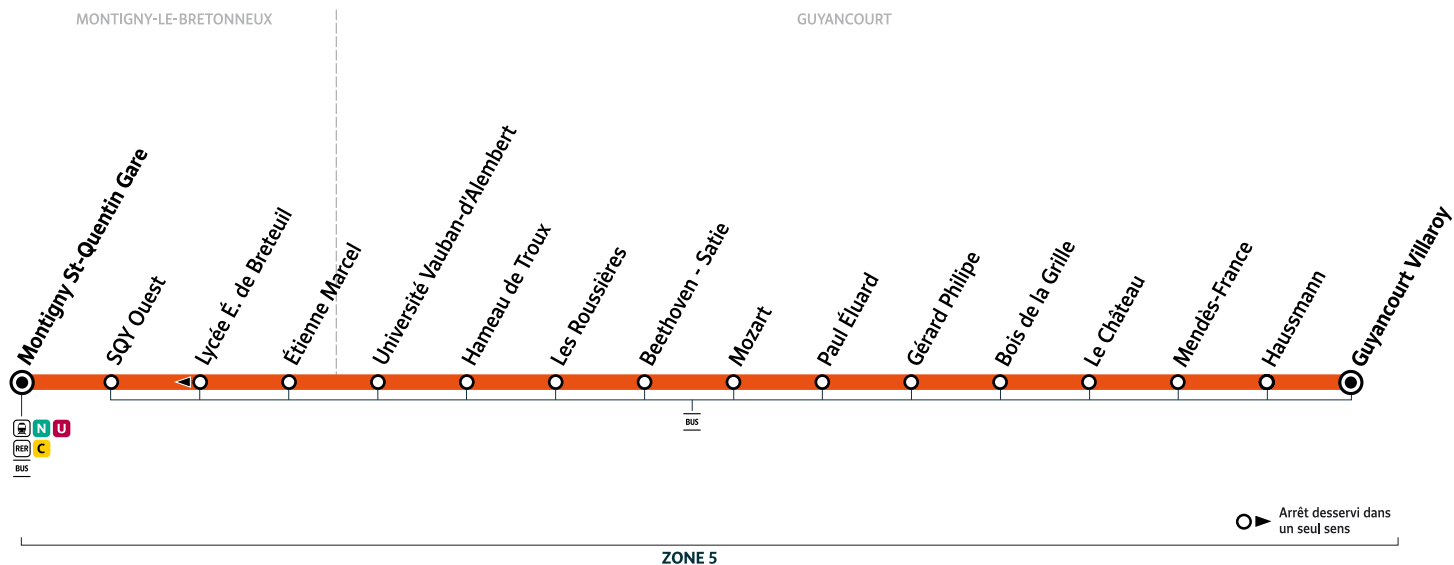 MONTIGNY-LE-BRETONNEUX
GUYANCOURT
Montigny St-Quentin Gare
SQY Ouest
Lycée É. de Breteuil
Étienne Marcel
Université Vauban-d'Alembert
Hameau de Troux
Les Roussières
Beethoven - Satie
Mozart
Paul Éluard
Gérard Philipe
Bois de la Grille
Le Château
Mendès-France
Haussmann
Guyancourt Villaroy
N U
RER C
BUS
BUS
Arrêt desservi dans
un seul sens
ZONE 5